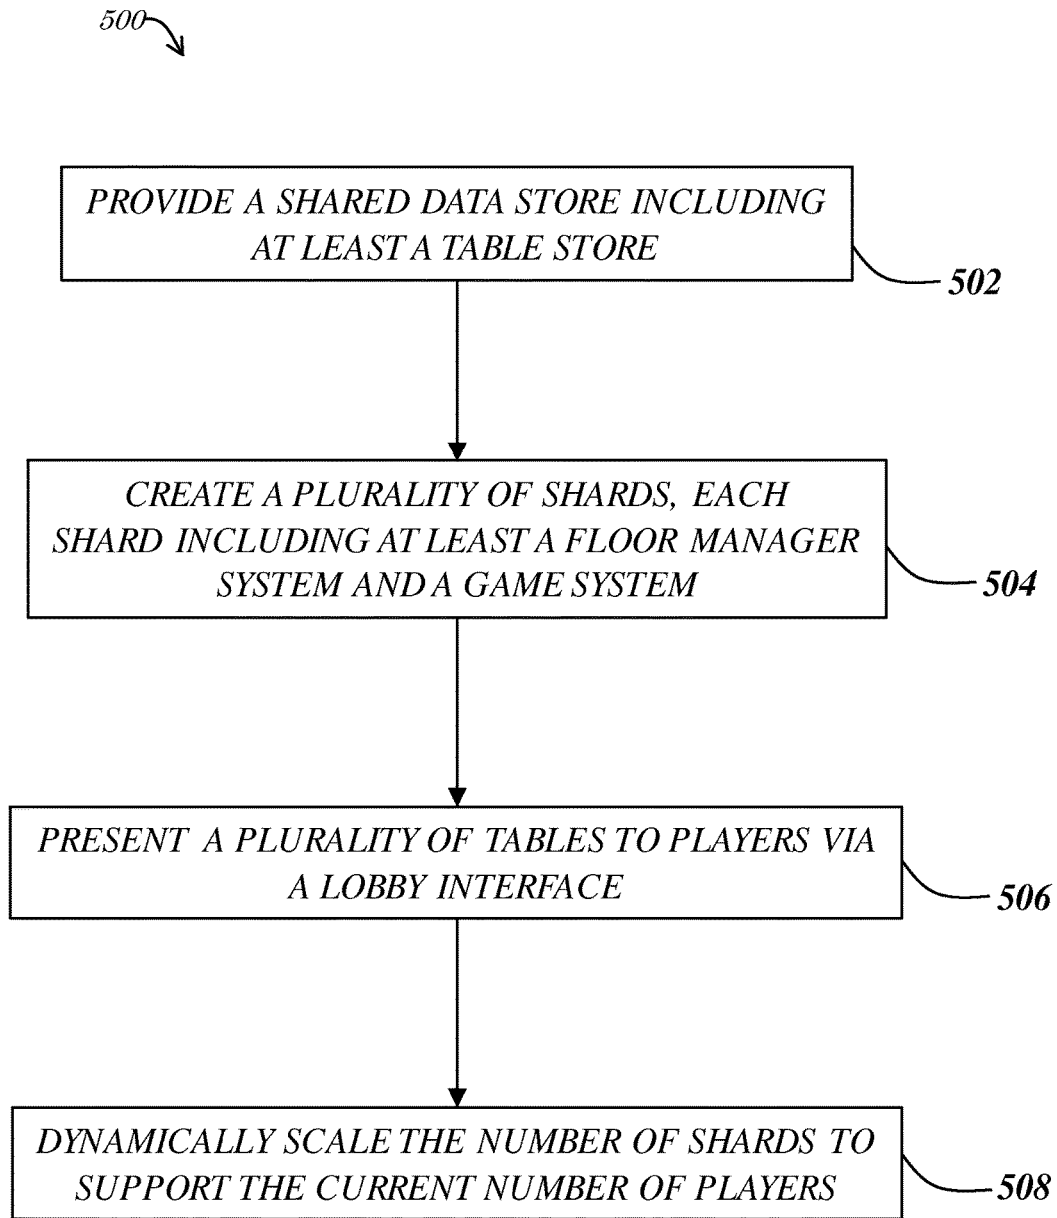 500
PROVIDE A SHARED DATA STORE INCLUDING
AT LEAST A TABLE STORE
502
CREATE A PLURALITY OF SHARDS, EACH
SHARD INCLUDING AT LEAST A FLOOR MANAGER
SYSTEM AND A GAME SYSTEM
504
PRESENT A PLURALITY OF TABLES TO PLAYERS VIA
A LOBBY INTERFACE
506
DYNAMICALLY SCALE THE NUMBER OF SHARDS TO
SUPPORT THE CURRENT NUMBER OF PLAYERS
508